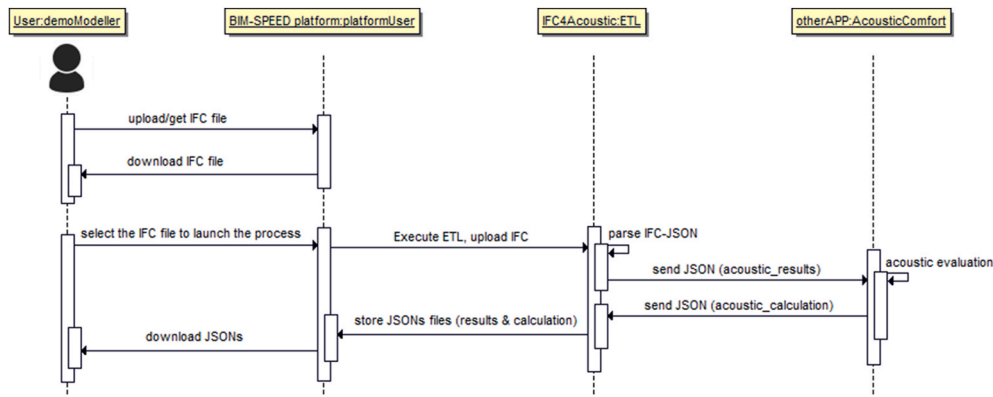 User:demoModeller
BIM-SPEED platform:platformUser
IFC4Acoustic:ETL
otherAPP:AcousticComfort
upload/get IFC file
download IFC file
select the IFC file to launch the process
Execute ETL, upload IFC
parse IFC-JSON
send JSON (acoustic_results)
acoustic evaluation
send JSON (acoustic_calculation)
store JSONs files (results & calculation)
download JSONs